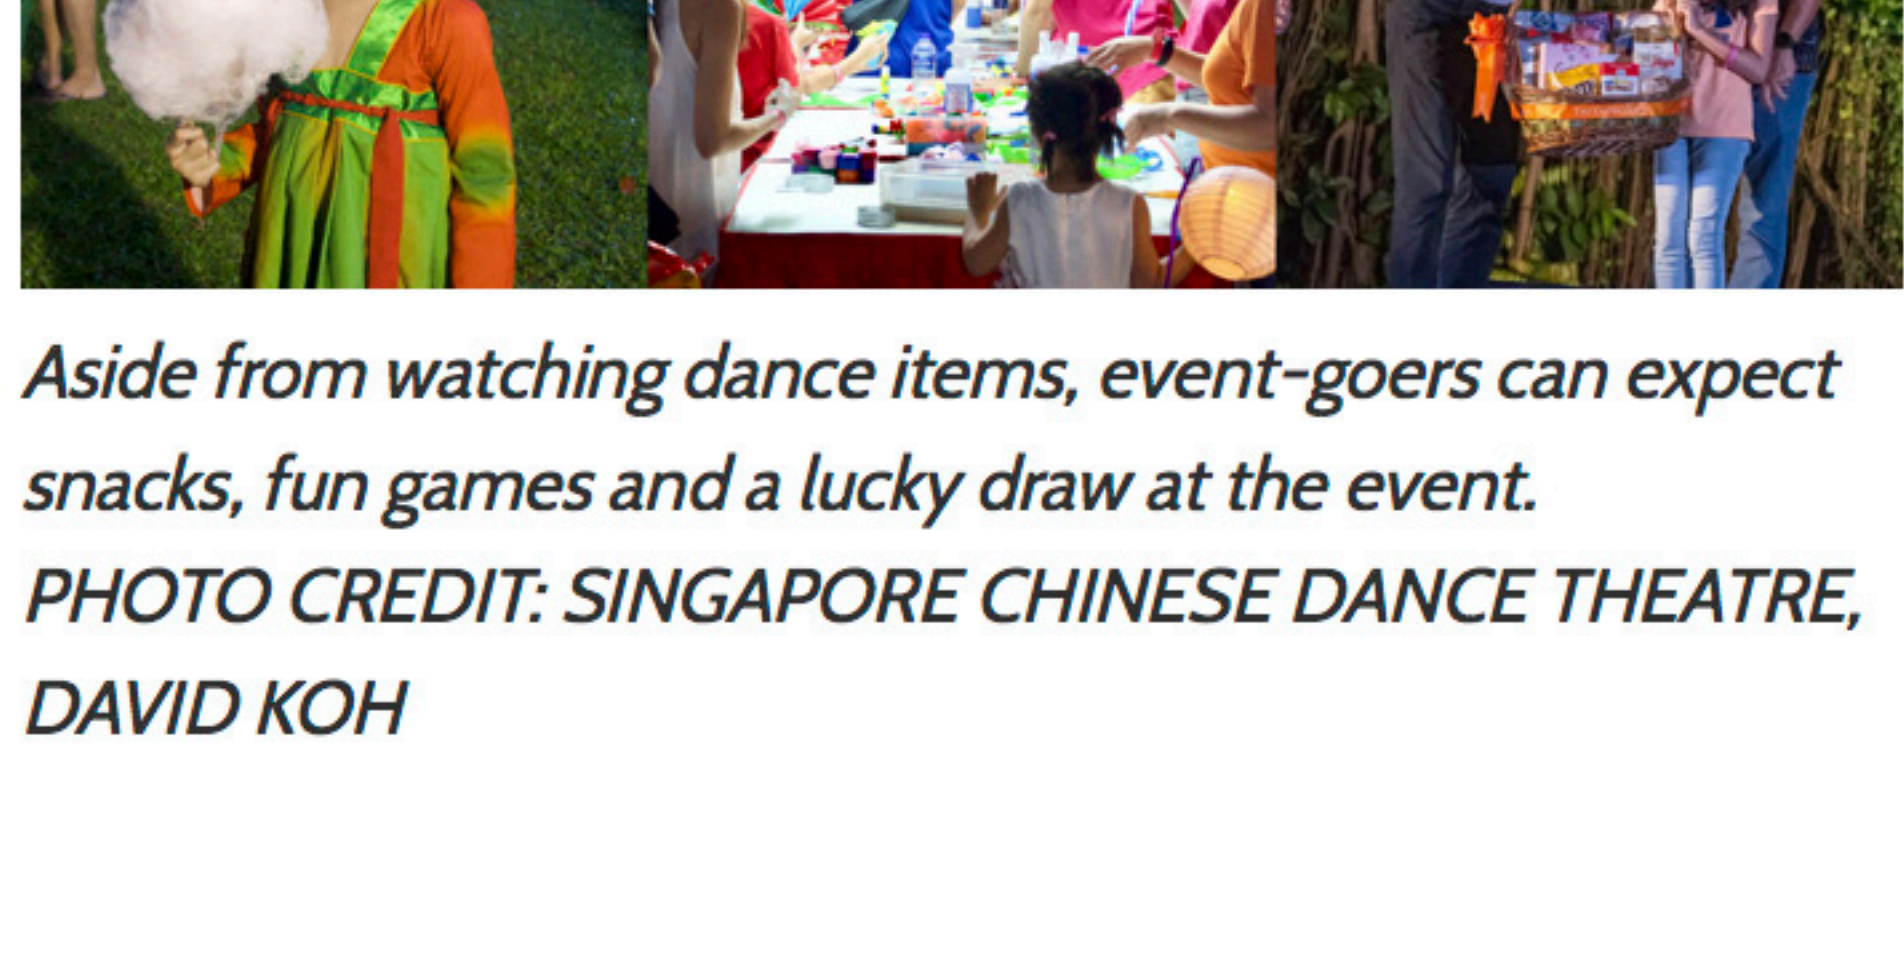 Aside from watching dance items, event-goers can expect
snacks, fun games and a lucky draw at the event.
PHOTO CREDIT: SINGAPORE CHINESE DANCE THEATRE,
DAVID KOH